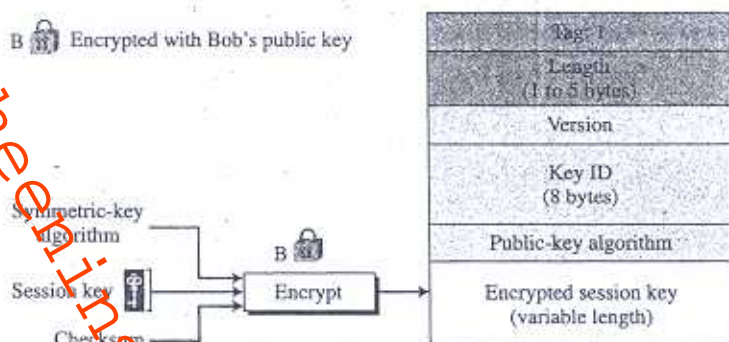 B Encrypted with Bob's public key
Tag: 1
Length
(1 to 5 bytes)
Version
Key ID
(8 bytes)
Public-key algorithm
Encrypted session key
(variable length)
Symmetric-key
algorithm
B
Session key
Encrypt
Checksum